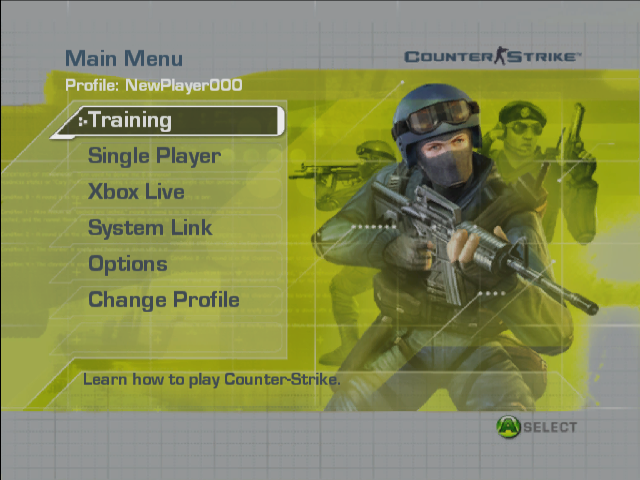 Main Menu
COUNTER STRIKE™
Profile: NewPlayer000
Training
Single Player
Xbox Live
System Link
Options
Change Profile
Learn how to play Counter-Strike.
A SELECT